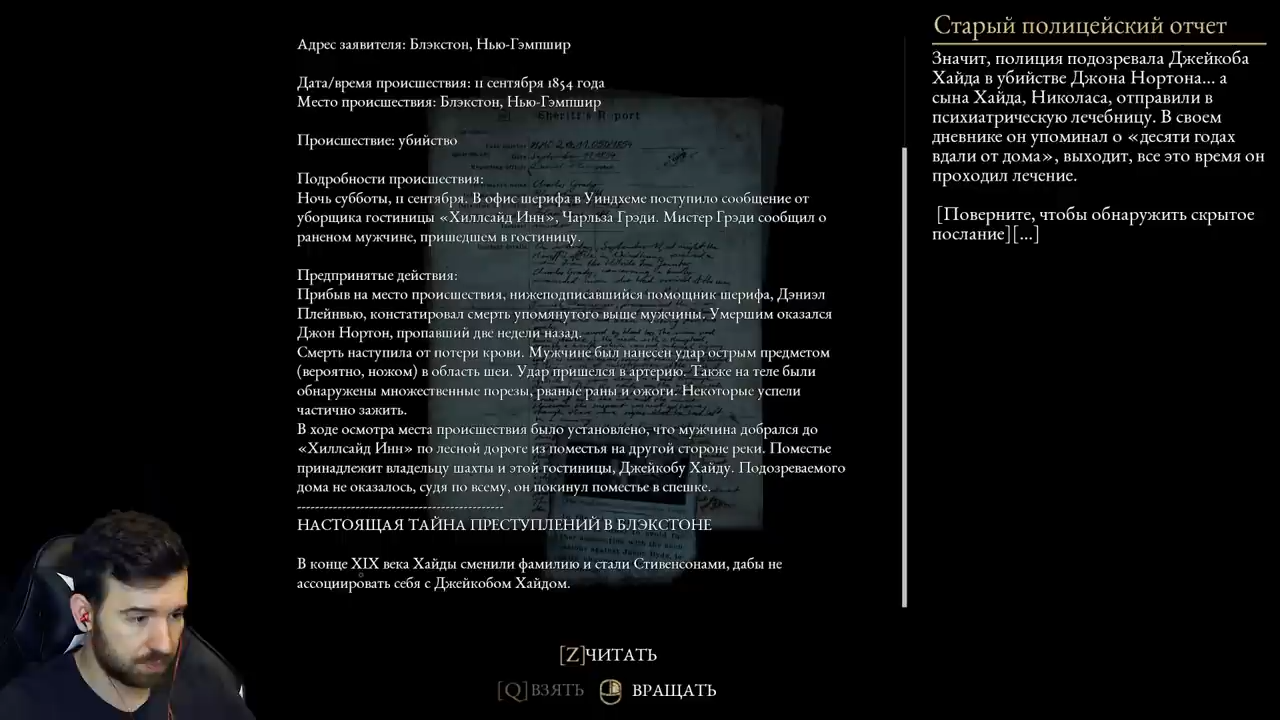 Старый полицейский отчет
Значит, полиция подозревала Джейкоба
Хайда в убийстве Джона Нортона... а
сына Хайда, Николаса, отправили в
психиатрическую лечебницу. В своем
дневнике он упоминал о «десяти годах
вдали от дома», выходит, все это время он
проходил лечение.
[Поверните, чтобы обнаружить скрытое
послание][...]
Адрес заявителя: Блэкстон, Нью-Гэмпшир
Дата/время происшествия: 11 сентября 1854 года
Место происшествия: Блэкстон, Нью-Гэмпшир
Происшествие: убийство
Подробности происшествия:
Ночь субботы, 11 сентября. В офис шерифа в Уиндхеме поступило сообщение от
уборщика гостиницы «Хиллсайд Инн», Чарльза Грэди. Мистер Грэди сообщил о
раненом мужчине, пришедшем в гостиницу.
Предпринятые действия:
Прибыв на место происшествия, нижеподписавшийся помощник шерифа, Дэниэл
Плейнвью, констатировал смерть упомянутого выше мужчины. Умершим оказался
Джон Нортон, пропавший две недели назад.
Смерть наступила от потери крови. Мужчине был нанесен удар острым предметом
(вероятно, ножом) в область шеи. Удар пришелся в артерию. Также на теле были
обнаружены множественные порезы, рваные раны и ожоги. Некоторые успели
частично зажить.
В ходе осмотра места происшествия было установлено, что мужчина добрался до
«Хиллсайд Инн» по лесной дороге из поместья на другой стороне реки. Поместье
принадлежит владельцу шахты и этой гостиницы, Джейкобу Хайду. Подозреваемого
дома не оказалось, судя по всему, он покинул поместье в спешке.
----------------------------------------------
НАСТОЯЩАЯ ТАЙНА ПРЕСТУПЛЕНИЙ В БЛЭКСТОНЕ
В конце XIX века Хайды сменили фамилию и стали Стивенсонами, дабы не
ассоциировать себя с Джейкобом Хайдом.
Sheriff's Report
[Z]ЧИТАТЬ
[Q]ВЗЯТЬ ВРАЩАТЬ